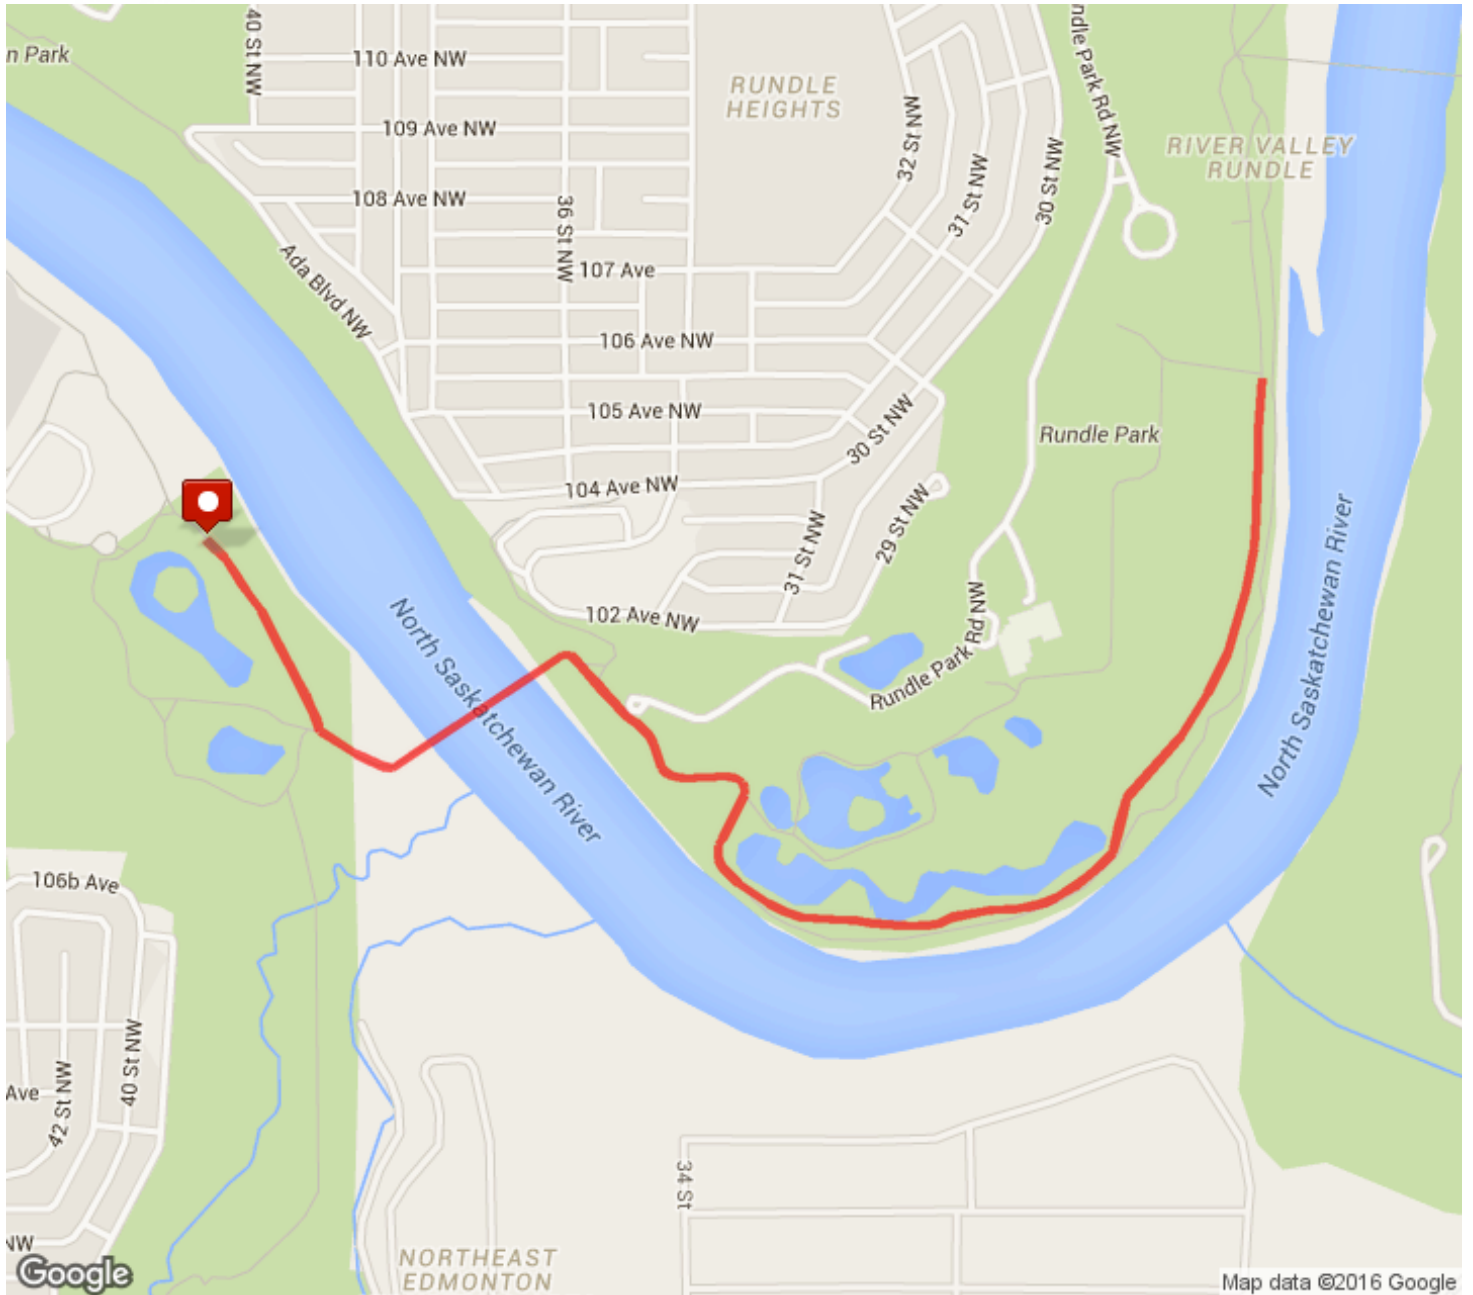 40 St NW
n Park
110 Ave NW
RUNDLE
HEIGHTS
ndle Park Rd NW
109 Ave NW
32 St NW
31 St NW
30 St NW
RIVER VALLEY
RUNDLE
108 Ave NW
36 St NW
Ada Blvd NW
107 Ave
106 Ave NW
105 Ave NW
30 St NW
Rundle Park
104 Ave NW
29 St NW
31 St NW
North Saskatchewan River
102 Ave NW
Rundle Park Rd NW
Rundle Park Rd NW
North Saskatchewan River
106b Ave
Ave
42 St NW
40 St NW
34 St
NW
NORTHEAST
EDMONTON
Google
Map data ©2016 Google